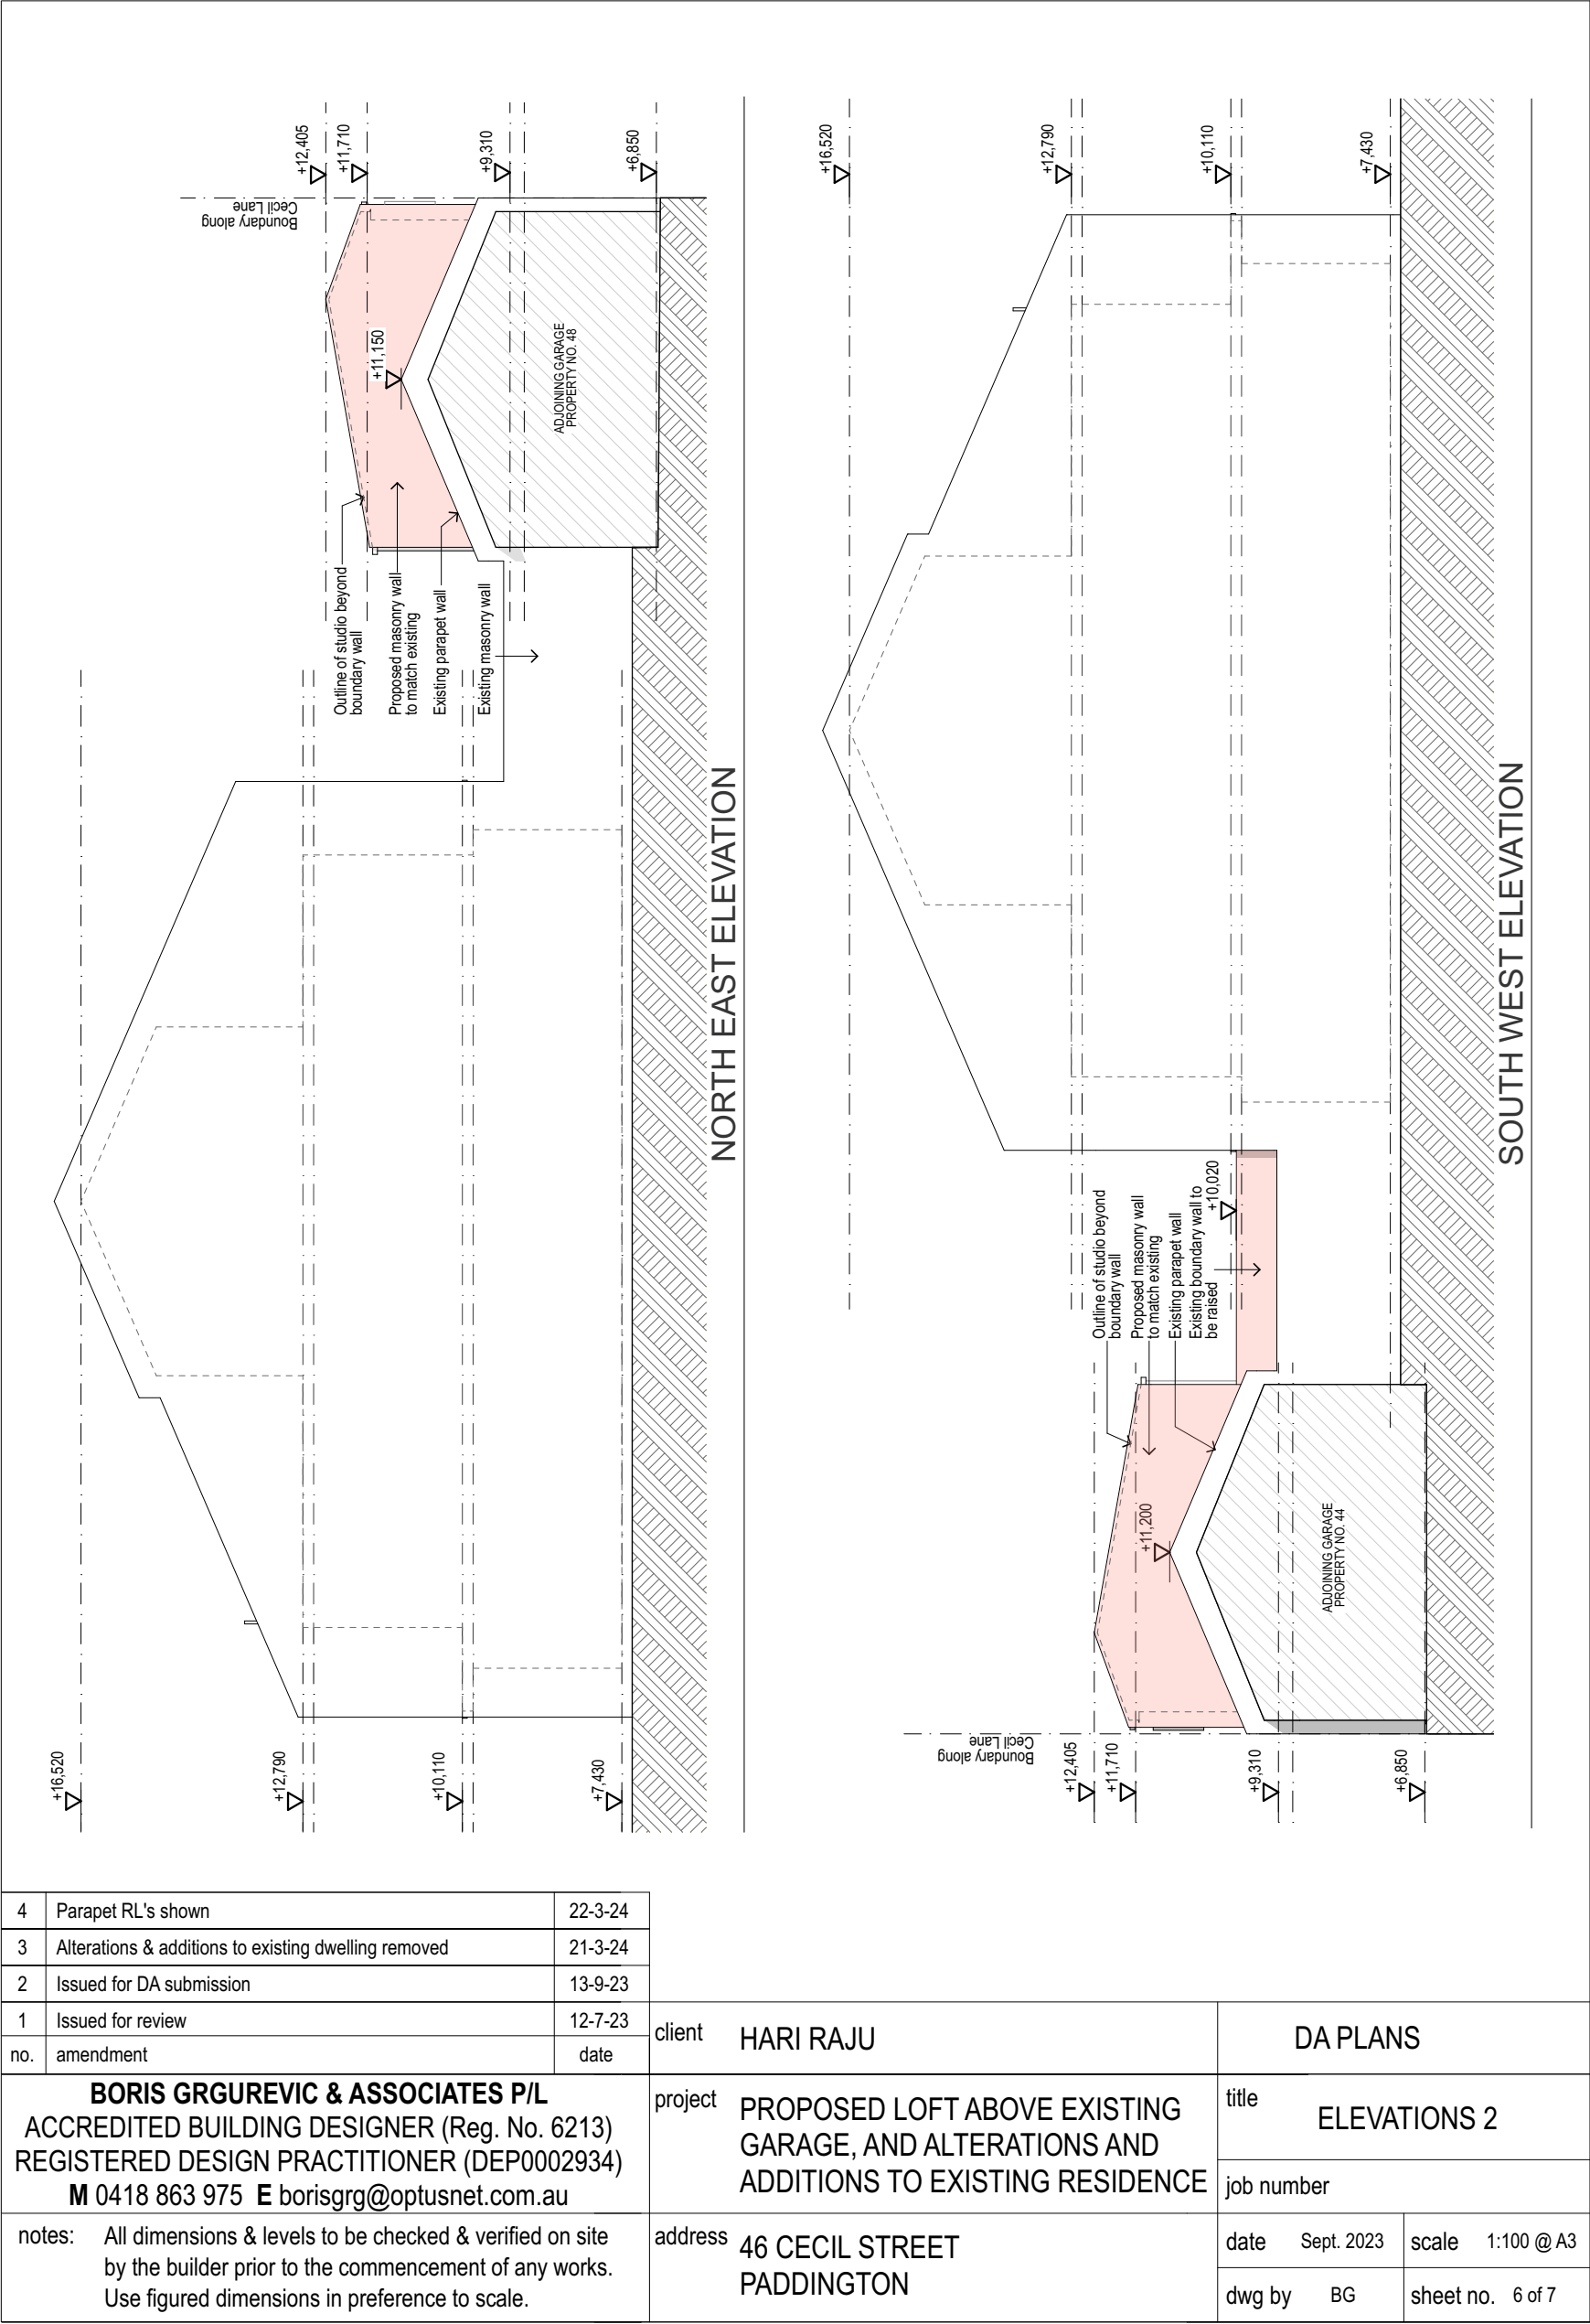 +12,405
+11,710
+9,310
+6,850
Boundary along
Cecil Lane
+11,150
ADJOINING GARAGE
PROPERTY NO. 48
Outline of studio beyond
boundary wall
Proposed masonry wall
to match existing
Existing parapet wall
Existing masonry wall
+16,520
+12,790
+10,110
+7,430
NORTH EAST ELEVATION
+16,520
+12,790
+10,110
+7,430
Outline of studio beyond
boundary wall
Proposed masonry wall
to match existing
Existing parapet wall
Existing boundary wall to
be raised
+10,020
+11,200
ADJOINING GARAGE
PROPERTY NO. 44
Boundary along
Cecil Lane
+12,405
+11,710
+9,310
+6,850
SOUTH WEST ELEVATION
4 Parapet RL's shown 22-3-24
3 Alterations & additions to existing dwelling removed 21-3-24
2 Issued for DA submission 13-9-23
1 Issued for review 12-7-23
no. amendment date
BORIS GRGUREVIC & ASSOCIATES P/L
ACCREDITED BUILDING DESIGNER (Reg. No. 6213)
REGISTERED DESIGN PRACTITIONER (DEP0002934)
M 0418 863 975 E borisgrg@optusnet.com.au
notes: All dimensions & levels to be checked & verified on site
by the builder prior to the commencement of any works.
Use figured dimensions in preference to scale.
client HARI RAJU
project PROPOSED LOFT ABOVE EXISTING
GARAGE, AND ALTERATIONS AND
ADDITIONS TO EXISTING RESIDENCE
address 46 CECIL STREET
PADDINGTON
DA PLANS
title ELEVATIONS 2
job number
date Sept. 2023 scale 1:100 @ A3
dwg by BG sheet no. 6 of 7